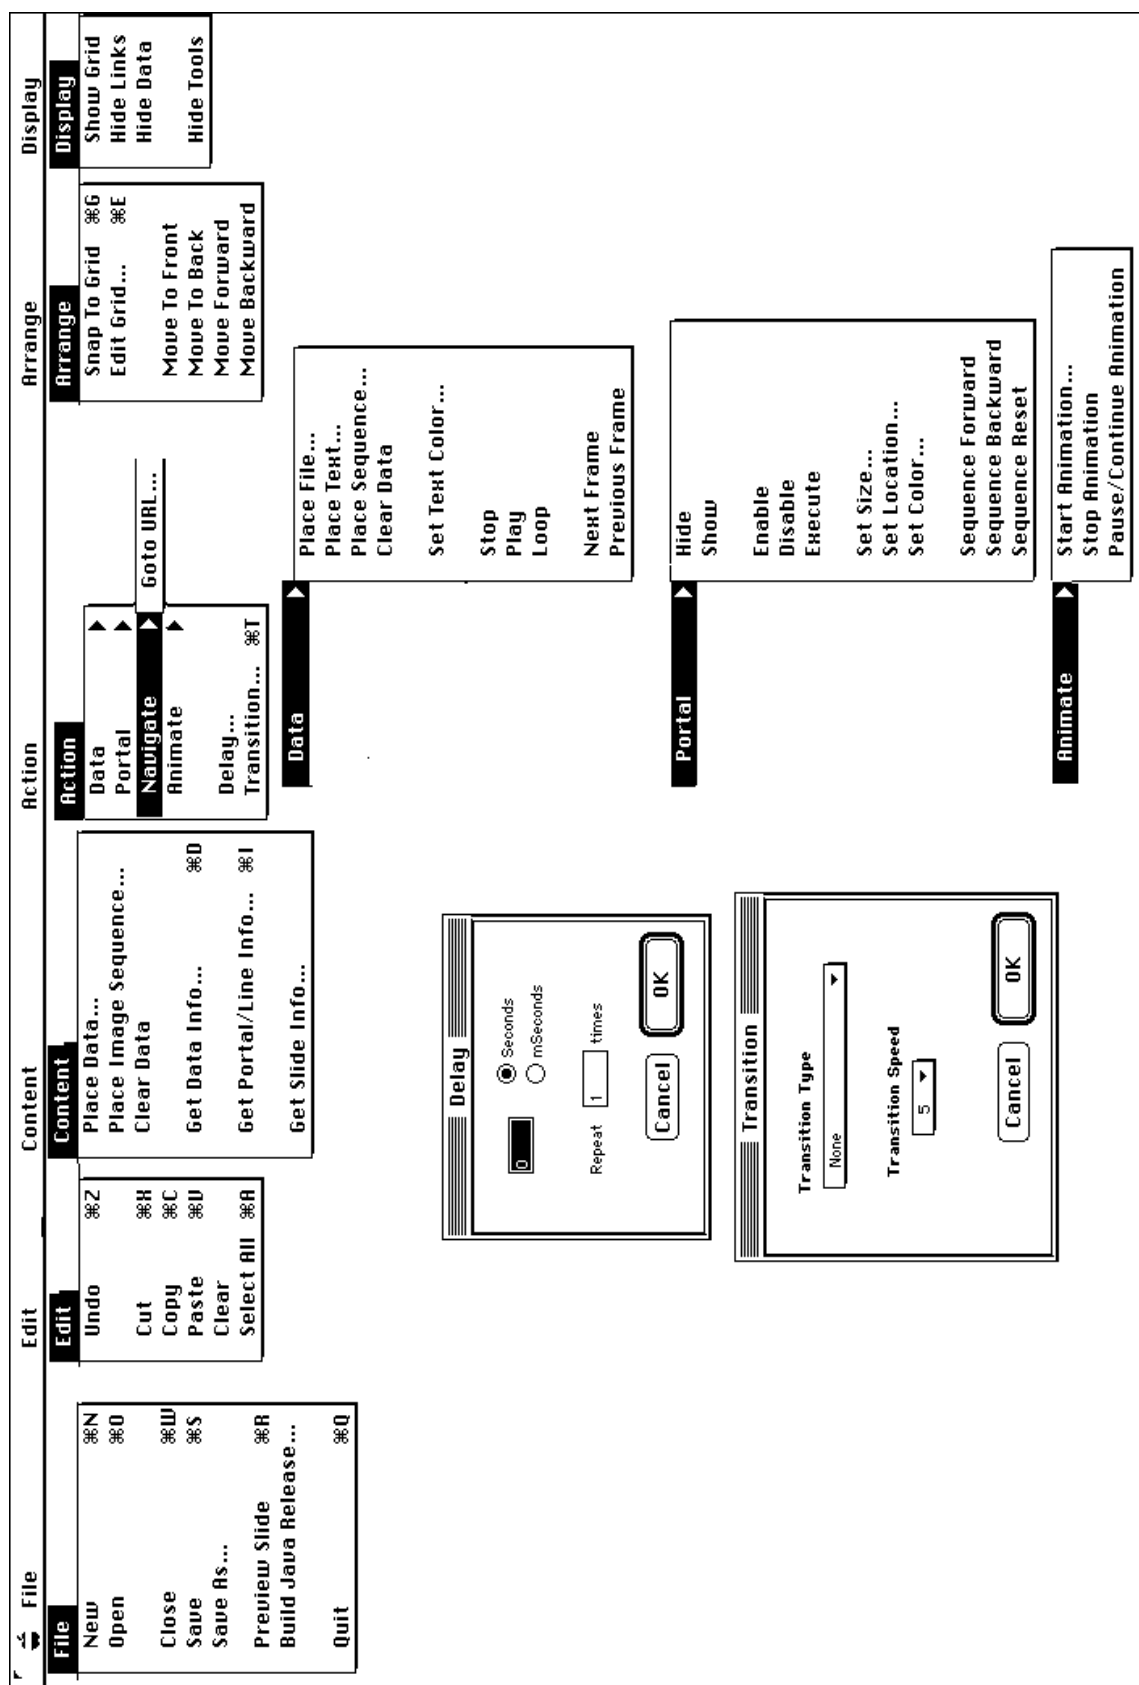 File Edit Content Action Arrange Display
File
New ⌘N
Open ⌘O
Close ⌘W
Save ⌘S
Save As...
Preview Slide ⌘R
Build Java Release...
Quit ⌘Q
Edit
Undo ⌘Z
Cut ⌘X
Copy ⌘C
Paste ⌘V
Clear
Select All ⌘A
Content
Place Data...
Place Image Sequence...
Clear Data
Get Data Info... ⌘D
Get Portal/Line Info... ⌘I
Get Slide Info...
Action
Data
Portal
Navigate Goto URL...
Animate
Delay...
Transition... ⌘T
Arrange
Snap To Grid ⌘G
Edit Grid... ⌘E
Move To Front
Move To Back
Move Forward
Move Backward
Display
Show Grid
Hide Links
Hide Data
Hide Tools
Data
Place File...
Place Text...
Place Sequence...
Clear Data
Set Text Color...
Stop
Play
Loop
Next Frame
Previous Frame
Delay
0
Seconds
mSeconds
Repeat 1 times
Cancel OK
Portal
Hide
Show
Enable
Disable
Execute
Set Size...
Set Location...
Set Color...
Sequence Forward
Sequence Backward
Sequence Reset
Transition
Transition Type
None
Transition Speed
5
Cancel OK
Animate
Start Animation...
Stop Animation
Pause/Continue Animation